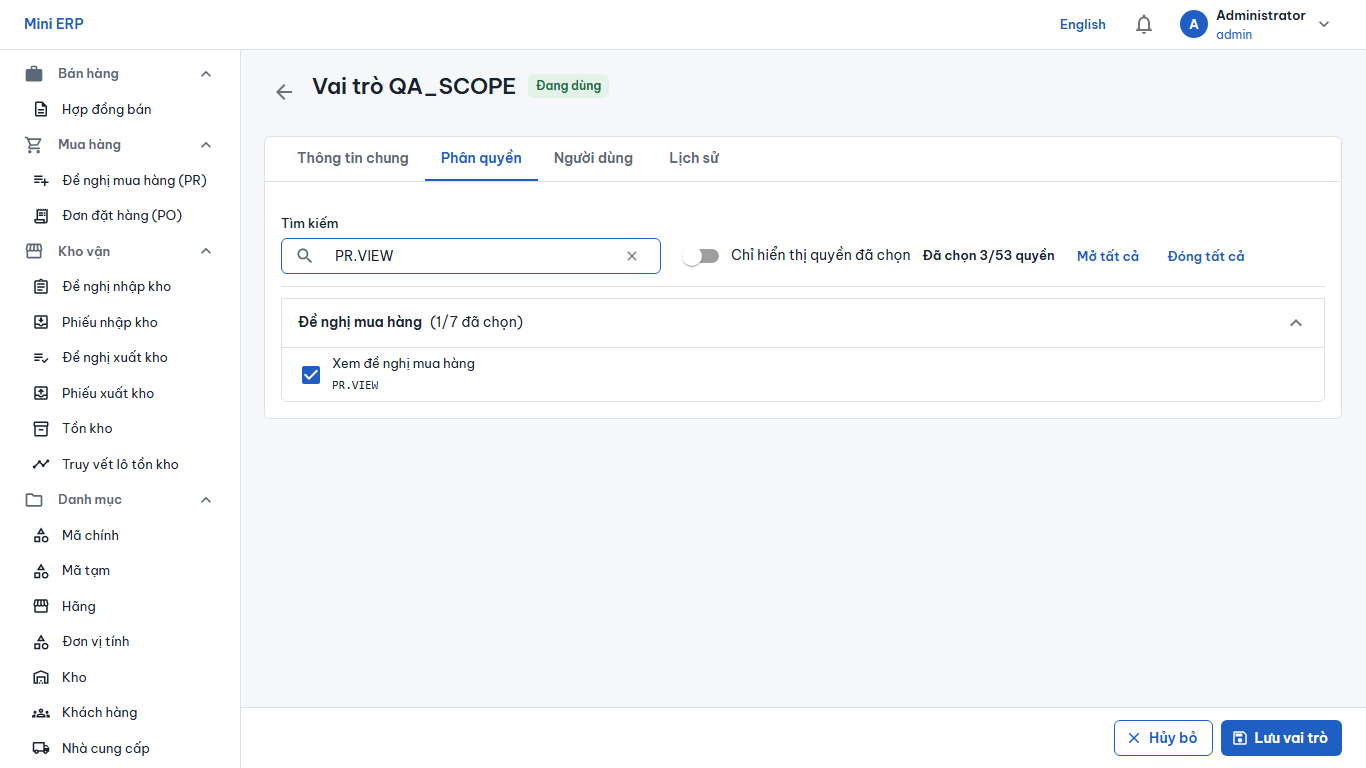 Mini ERP
English
A
Administrator
admin
Bán hàng
Hợp đồng bán
Mua hàng
Đề nghị mua hàng (PR)
Đơn đặt hàng (PO)
Kho vận
Đề nghị nhập kho
Phiếu nhập kho
Đề nghị xuất kho
Phiếu xuất kho
Tồn kho
Truy vết lô tồn kho
Danh mục
Mã chính
Mã tạm
Hãng
Đơn vị tính
Kho
Khách hàng
Nhà cung cấp
Vai trò QA_SCOPE
Đang dùng
Thông tin chung
Phân quyền
Người dùng
Lịch sử
Tìm kiếm
PR.VIEW
Chỉ hiển thị quyền đã chọn
Đã chọn 3/53 quyền
Mở tất cả
Đóng tất cả
Đề nghị mua hàng (1/7 đã chọn)
Xem đề nghị mua hàng
PR.VIEW
Hủy bỏ
Lưu vai trò